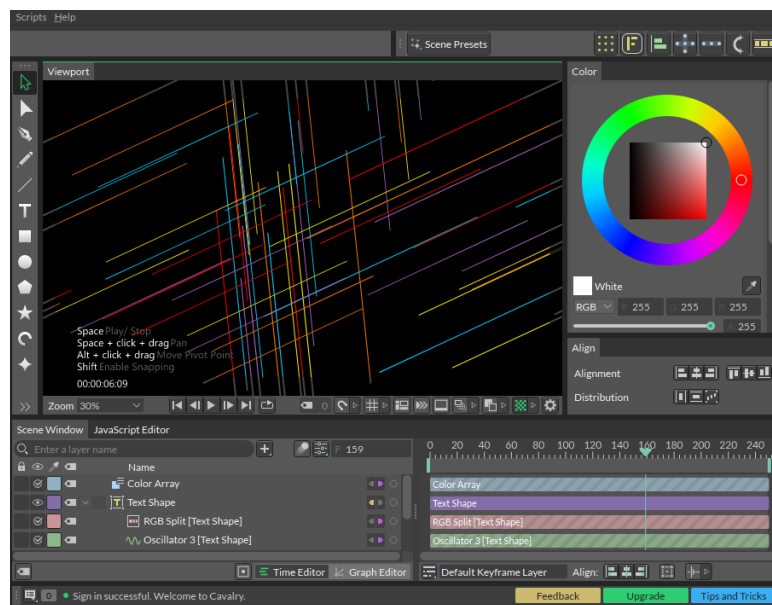 Scripts Help
Scene Presets
Viewport
Color
Space Play/ Stop
Space + click + drag Pan
Alt + click + drag Move Pivot Point
Shift Enable Snapping
00:00:06:09
White
RGB R 255 G 255 B 255
A 255
Align
Alignment
Distribution
Zoom 30%
0
Scene Window JavaScript Editor
Enter a layer name
F 159
0 20 40 60 80 100 120 140 160 180 200 220 240
Name
Color Array
Color Array
Text Shape
Text Shape
RGB Split [Text Shape]
RGB Split [Text Shape]
Oscillator 3 [Text Shape]
Oscillator 3 [Text Shape]
Time Editor Graph Editor
Default Keyframe Layer Align:
0 Sign in successful. Welcome to Cavalry.
Feedback Upgrade Tips and Tricks